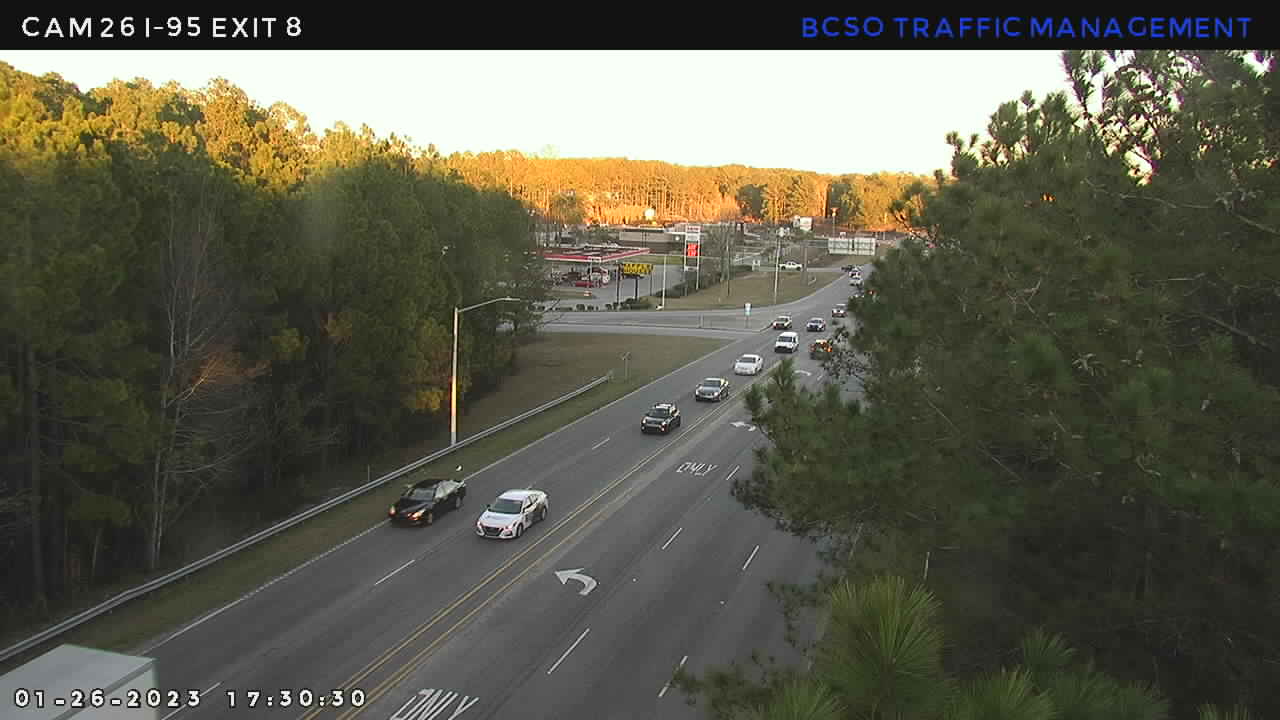 CAM 26 I-95 EXIT 8
BCSO TRAFFIC MANAGEMENT
ONLY
ONLY
01-26-2023 17:30:30